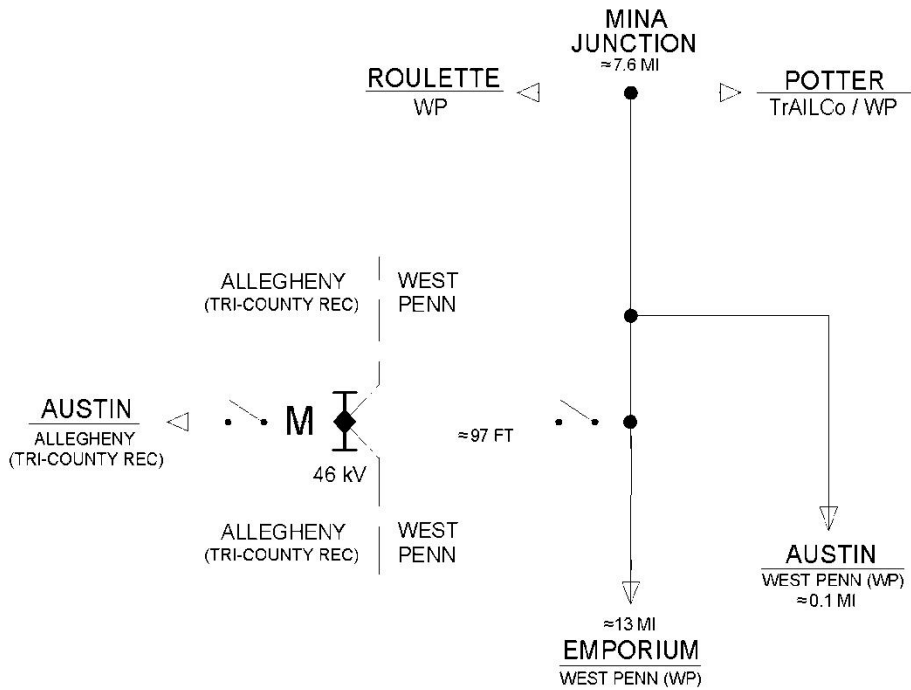 MINA
JUNCTION
≈7.6 MI
ROULETTE
WP
POTTER
TrAILCo / WP
ALLEGHENY
(TRI-COUNTY REC)
WEST
PENN
AUSTIN
ALLEGHENY
(TRI-COUNTY REC)
M
46 kV
≈97 FT
ALLEGHENY
(TRI-COUNTY REC)
WEST
PENN
AUSTIN
WEST PENN (WP)
≈0.1 MI
≈13 MI
EMPORIUM
WEST PENN (WP)